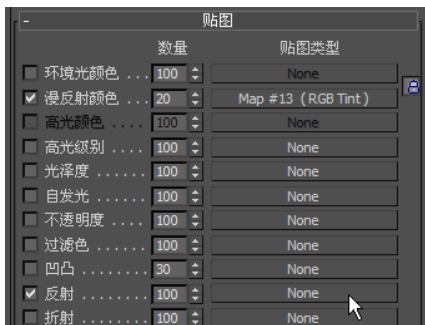 - 贴图
数量 贴图类型
环境光颜色 ... 100 None
漫反射颜色 ... 20 Map #13 (RGB Tint)
高光颜色 .... 100 None
高光级别 .... 100 None
光泽度 ...... 100 None
自发光 ...... 100 None
不透明度 .... 100 None
过滤色 ...... 100 None
凹凸 ........ 30 None
反射 ........ 100 None
折射 ........ 100 None